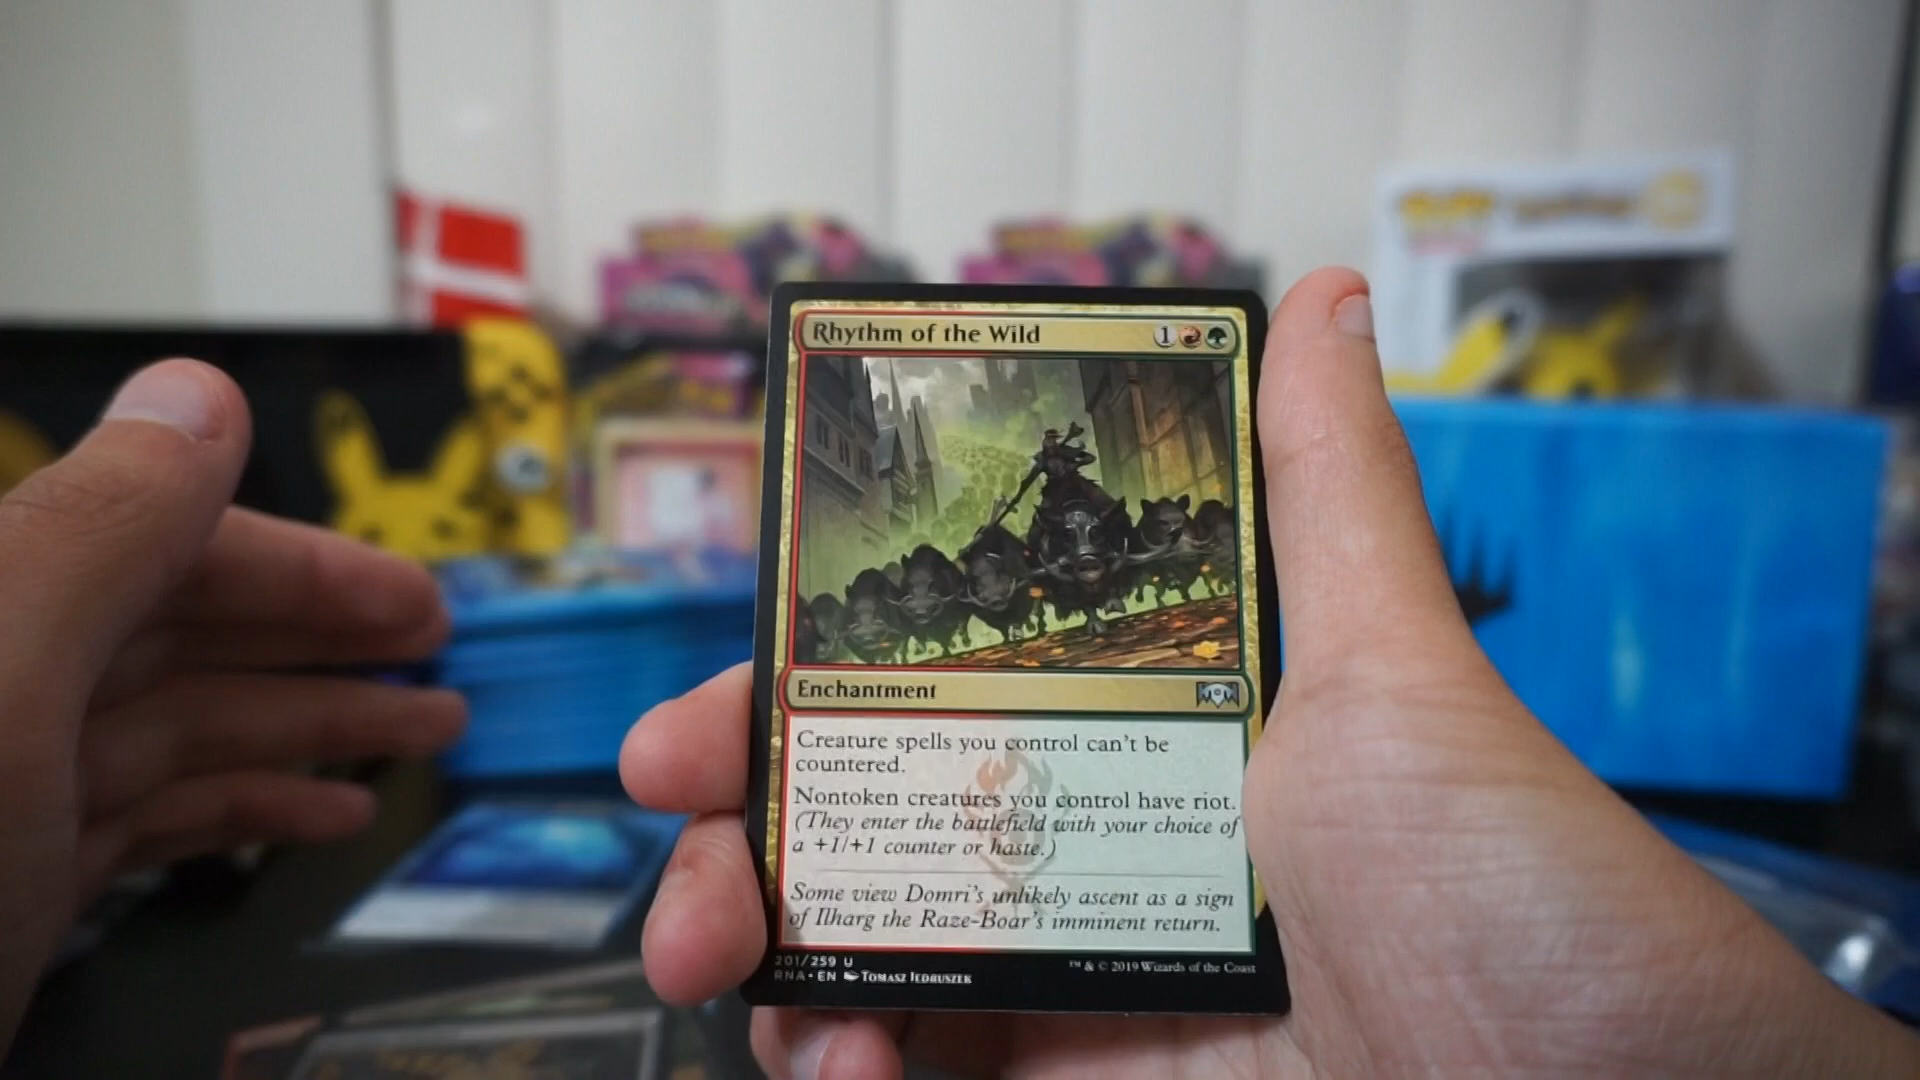 Rhythm of the Wild 1
Enchantment
Creature spells you control can't be
countered.
Nontoken creatures you control have riot.
(They enter the battlefield with your choice of
a +1/+1 counter or haste.)
Some view Domri's unlikely ascent as a sign
of Ilharg the Raze-Boar's imminent return.
201/259 U
RNA • EN Tomasz Jedruszek
™ & © 2019 Wizards of the Coast